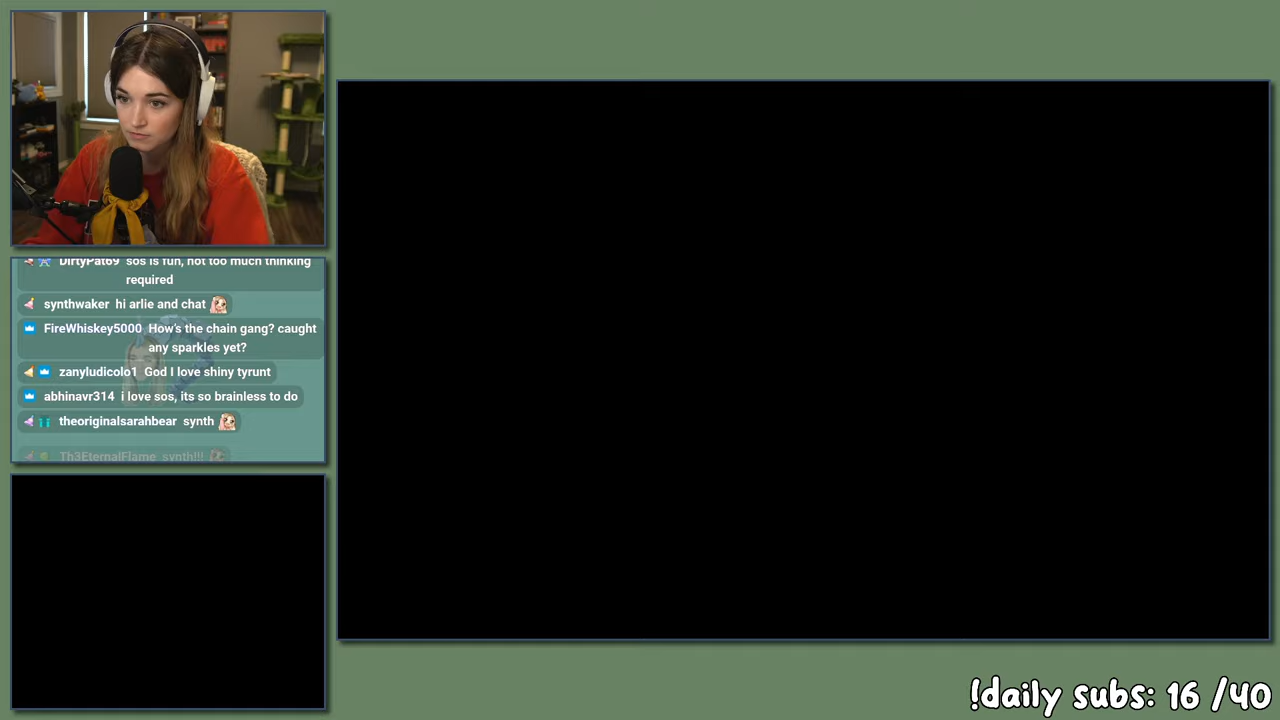 DirtyPat69 sos is fun, not too much thinking
required
synthwaker hi arlie and chat
FireWhiskey5000 How's the chain gang? caught
any sparkles yet?
zanyludicolo1 God I love shiny tyrunt
abhinavr314 i love sos, its so brainless to do
theoriginalsarahbear synth
Th3EternalFlame synth!!!
!daily subs: 16 /40